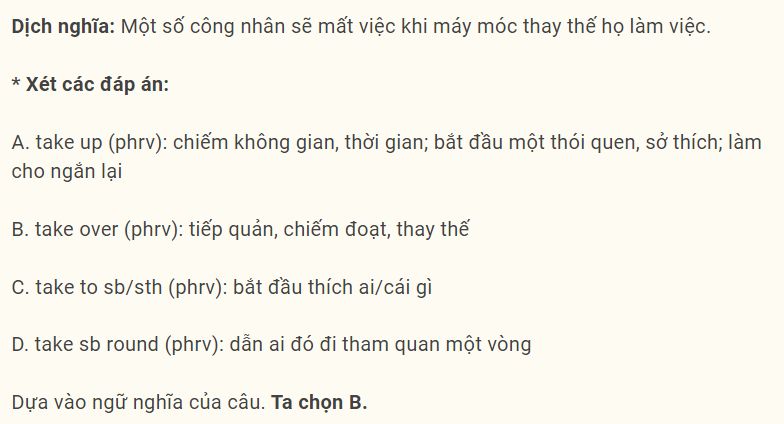 Dịch nghĩa: Một số công nhân sẽ mất việc khi máy móc thay thế họ làm việc.
* Xét các đáp án:
A. take up (phrv): chiếm không gian, thời gian; bắt đầu một thói quen, sở thích; làm
cho ngắn lại
B. take over (phrv): tiếp quản, chiếm đoạt, thay thế
C. take to sb/sth (phrv): bắt đầu thích ai/cái gì
D. take sb round (phrv): dẫn ai đó đi tham quan một vòng
Dựa vào ngữ nghĩa của câu. Ta chọn B.